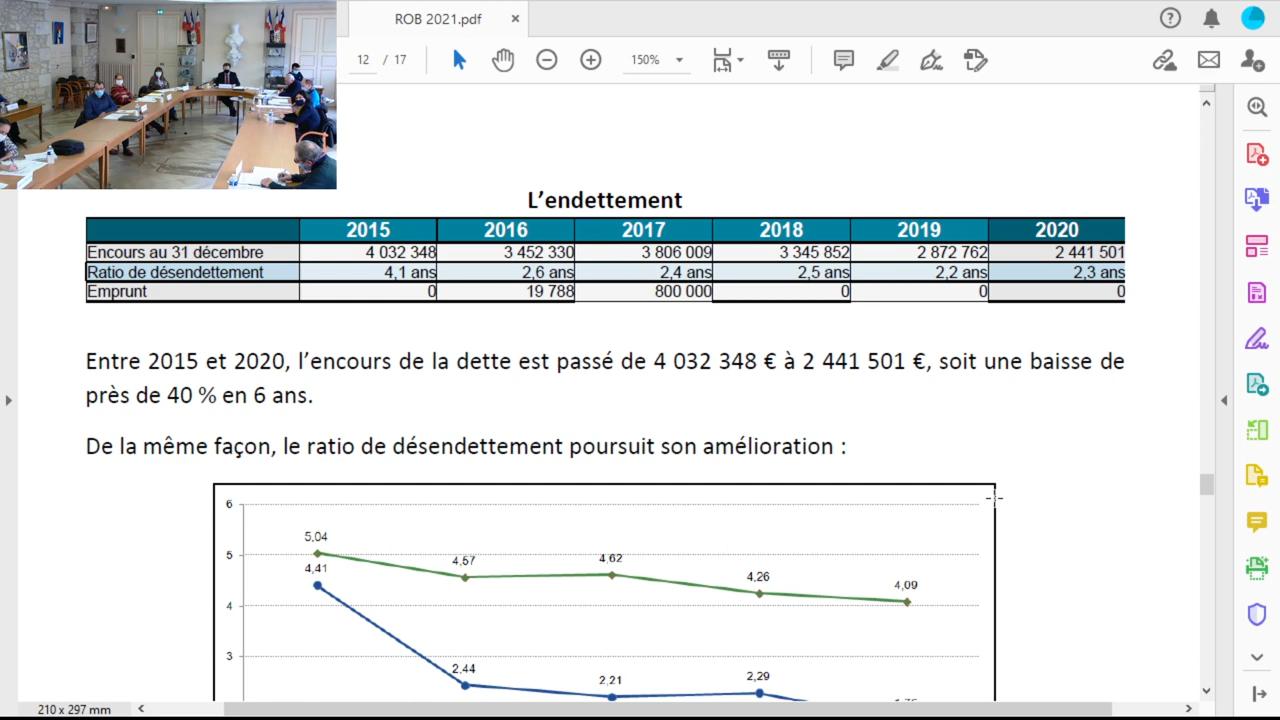 ROB 2021.pdf
12 / 17
150%
L’endettement
2015 2016 2017 2018 2019 2020
Encours au 31 décembre 4 032 348 3 452 330 3 806 009 3 345 852 2 872 762 2 441 501
Ratio de désendettement 4,1 ans 2,6 ans 2,4 ans 2,5 ans 2,2 ans 2,3 ans
Emprunt 0 19 788 800 000 0 0 0
Entre 2015 et 2020, l’encours de la dette est passé de 4 032 348 € à 2 441 501 €, soit une baisse de
près de 40 % en 6 ans.
De la même façon, le ratio de désendettement poursuit son amélioration :
6
5,04
5
4,57
4,62
4,26
4,09
4,41
4
3
2,44
2,21
2,29
210 x 297 mm